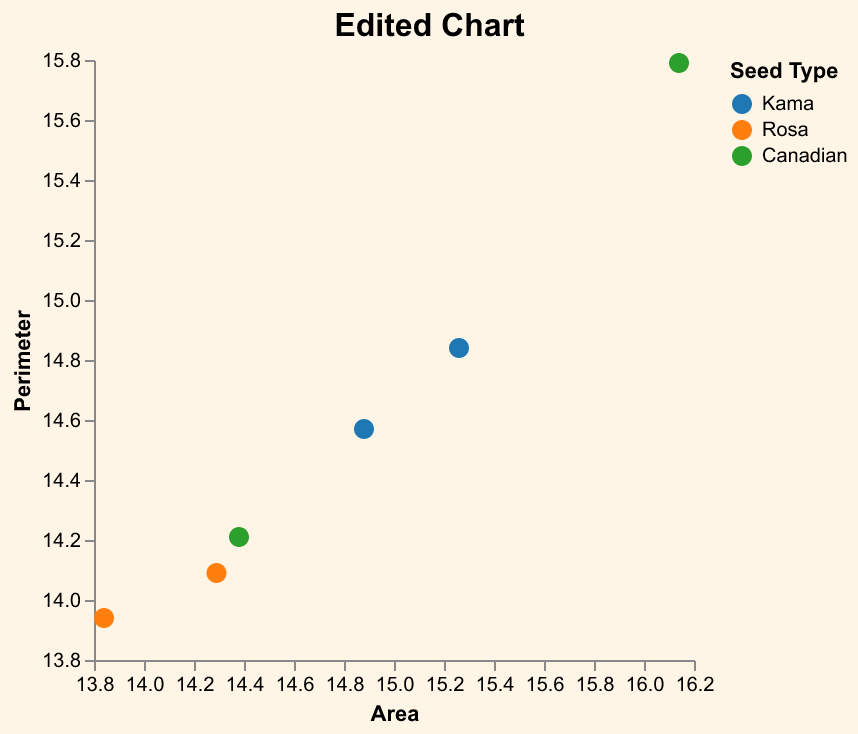 Edited Chart
Seed Type
Kama
Rosa
Canadian
Perimeter
15.8
15.6
15.4
15.2
15.0
14.8
14.6
14.4
14.2
14.0
13.8
13.8 14.0 14.2 14.4 14.6 14.8 15.0 15.2 15.4 15.6 15.8 16.0 16.2
Area